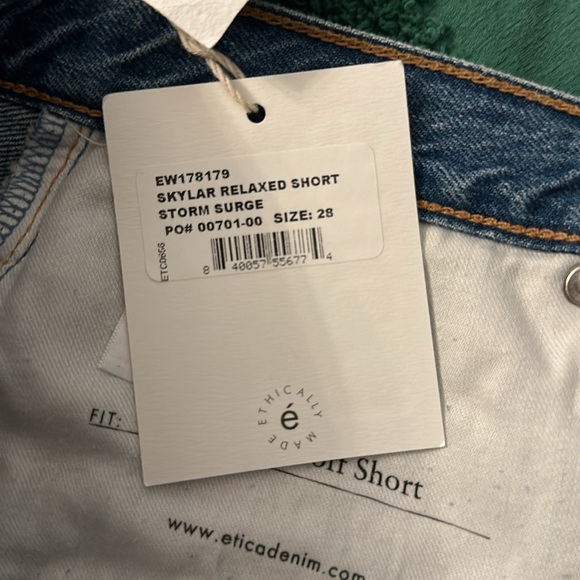 EW178179
SKYLAR RELAXED SHORT
STORM SURGE
PO# 00701-00 SIZE: 28
ETC0656
8 40057 55677 4
ETHICALLY MADE
é
FIT:
Short
www.eticadenim.com